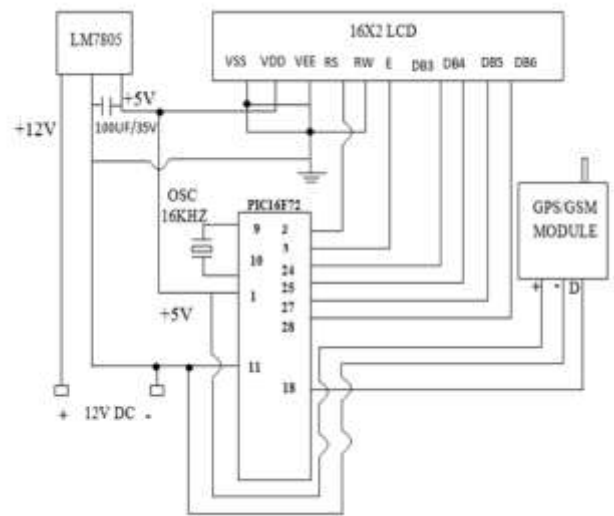 LM7805
16X2 LCD
VSS VDD VEE RS RW E DB3 DB4 DB5 DB6
+5V
+12V
100UF/35V
OSC
16KHZ
PIC16F72
GPS/GSM
MODULE
9 2
3
10
24
25
1
27
28
+ - D
+5V
11
18
+ 12V DC -